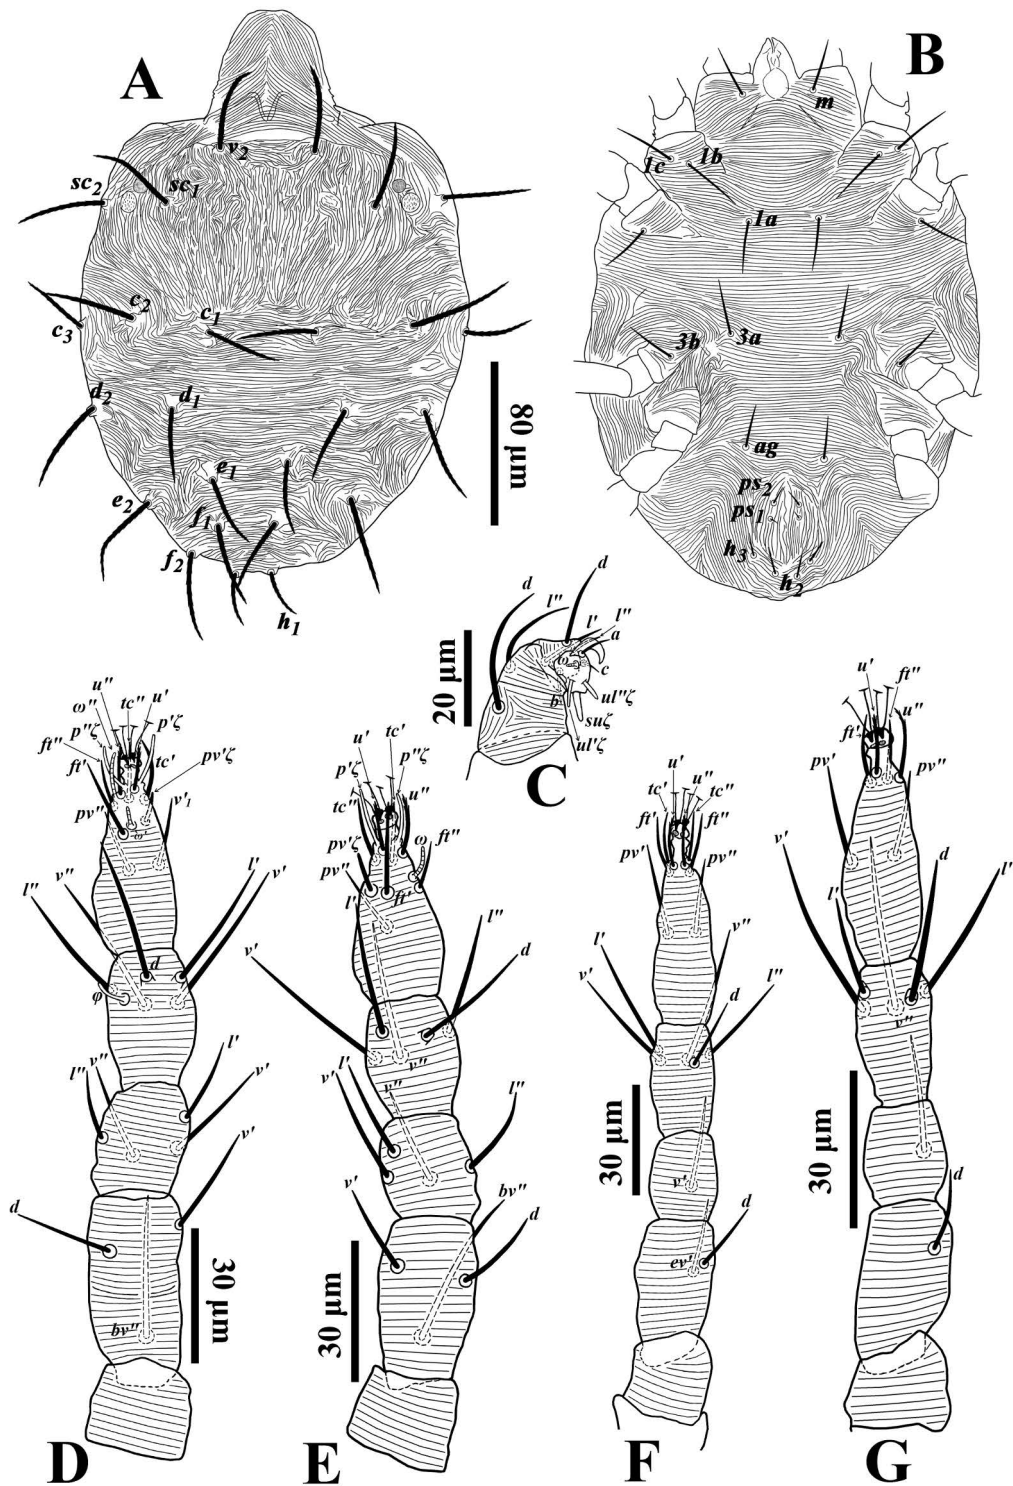 A
v2
sc2
sc1
c2
c1
c3
d2
d1
e1
e2
f1
f2
h1
80 µm
B
m
1b
1c
1a
3b
3a
ag
ps2
ps1
h3
h2
C
20 µm
d
l''
d
l'
l''
a
ω
c
b
ul''ζ
suζ
ul'ζ
D
u''
tc''
u'
ω''
p''ζ
p'ζ
ft''
ft'
tc'
pv'ζ
pv''
ω'
v'1
l''
v''
l'
v'
d
φ
l''
v''
l'
v'
v'
d
bv''
30 µm
E
tc'
u'
p'ζ
p''ζ
tc''
u''
pv'ζ
ω
ft''
pv''
ft'
l'
l''
v'
d
v''
v'
l'
v''
l''
v'
bv''
d
30 µm
F
u'
u''
tc'
tc''
ft'
ft''
pv'
pv''
l'
v''
v'
d
l''
v'
ev'
d
30 µm
G
u'
ft''
ft'
u''
pv'
pv''
v'
l'
d
l'
v''
d
30 µm